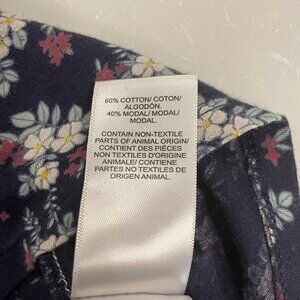 60% COTTON/ COTON/
ALGODÓN.
40% MODAL/ MODAL/
MODAL.
CONTAIN NON-TEXTILE
PARTS OF ANIMAL ORIGIN/
CONTIENT DES PIÈCES
NON TEXTILES D'ORIGINE
ANIMALE/ CONTIENE
PARTES NO TEXTILES DE
ORIGEN ANIMAL.